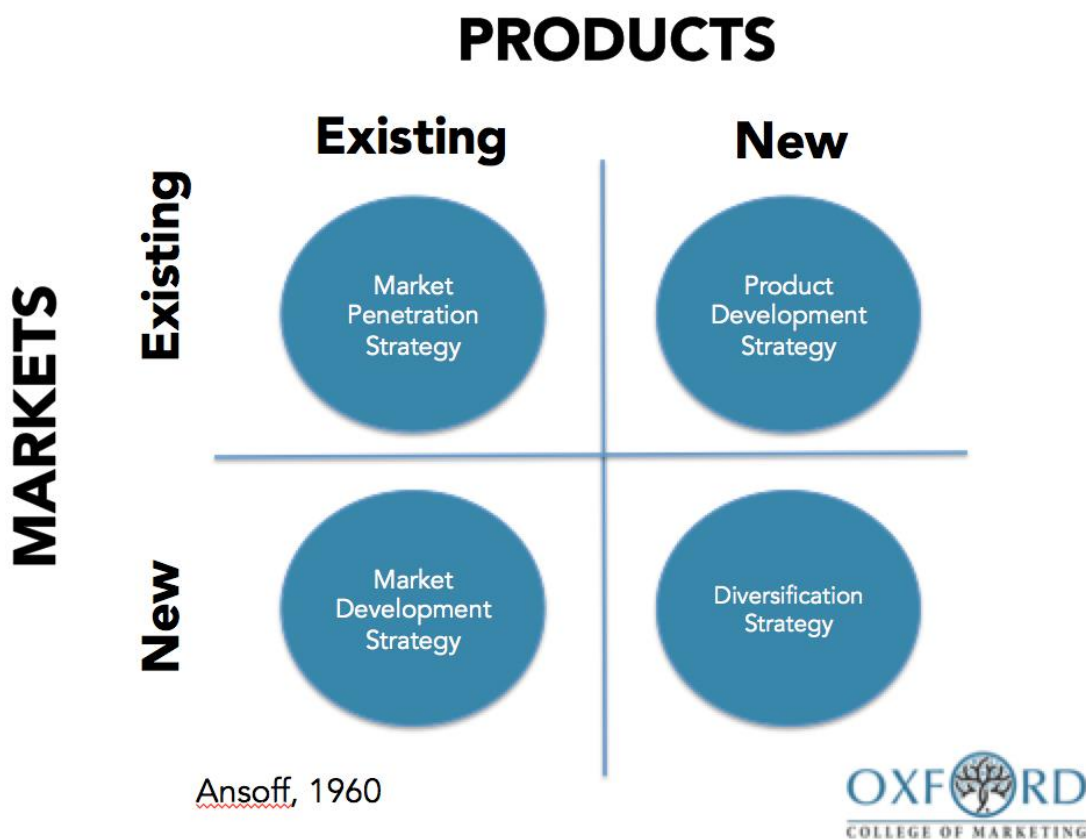 PRODUCTS
Existing
New
MARKETS
Existing
Market
Penetration
Strategy
Product
Development
Strategy
New
Market
Development
Strategy
Diversification
Strategy
Ansoff, 1960
OXFORD
COLLEGE OF MARKETING